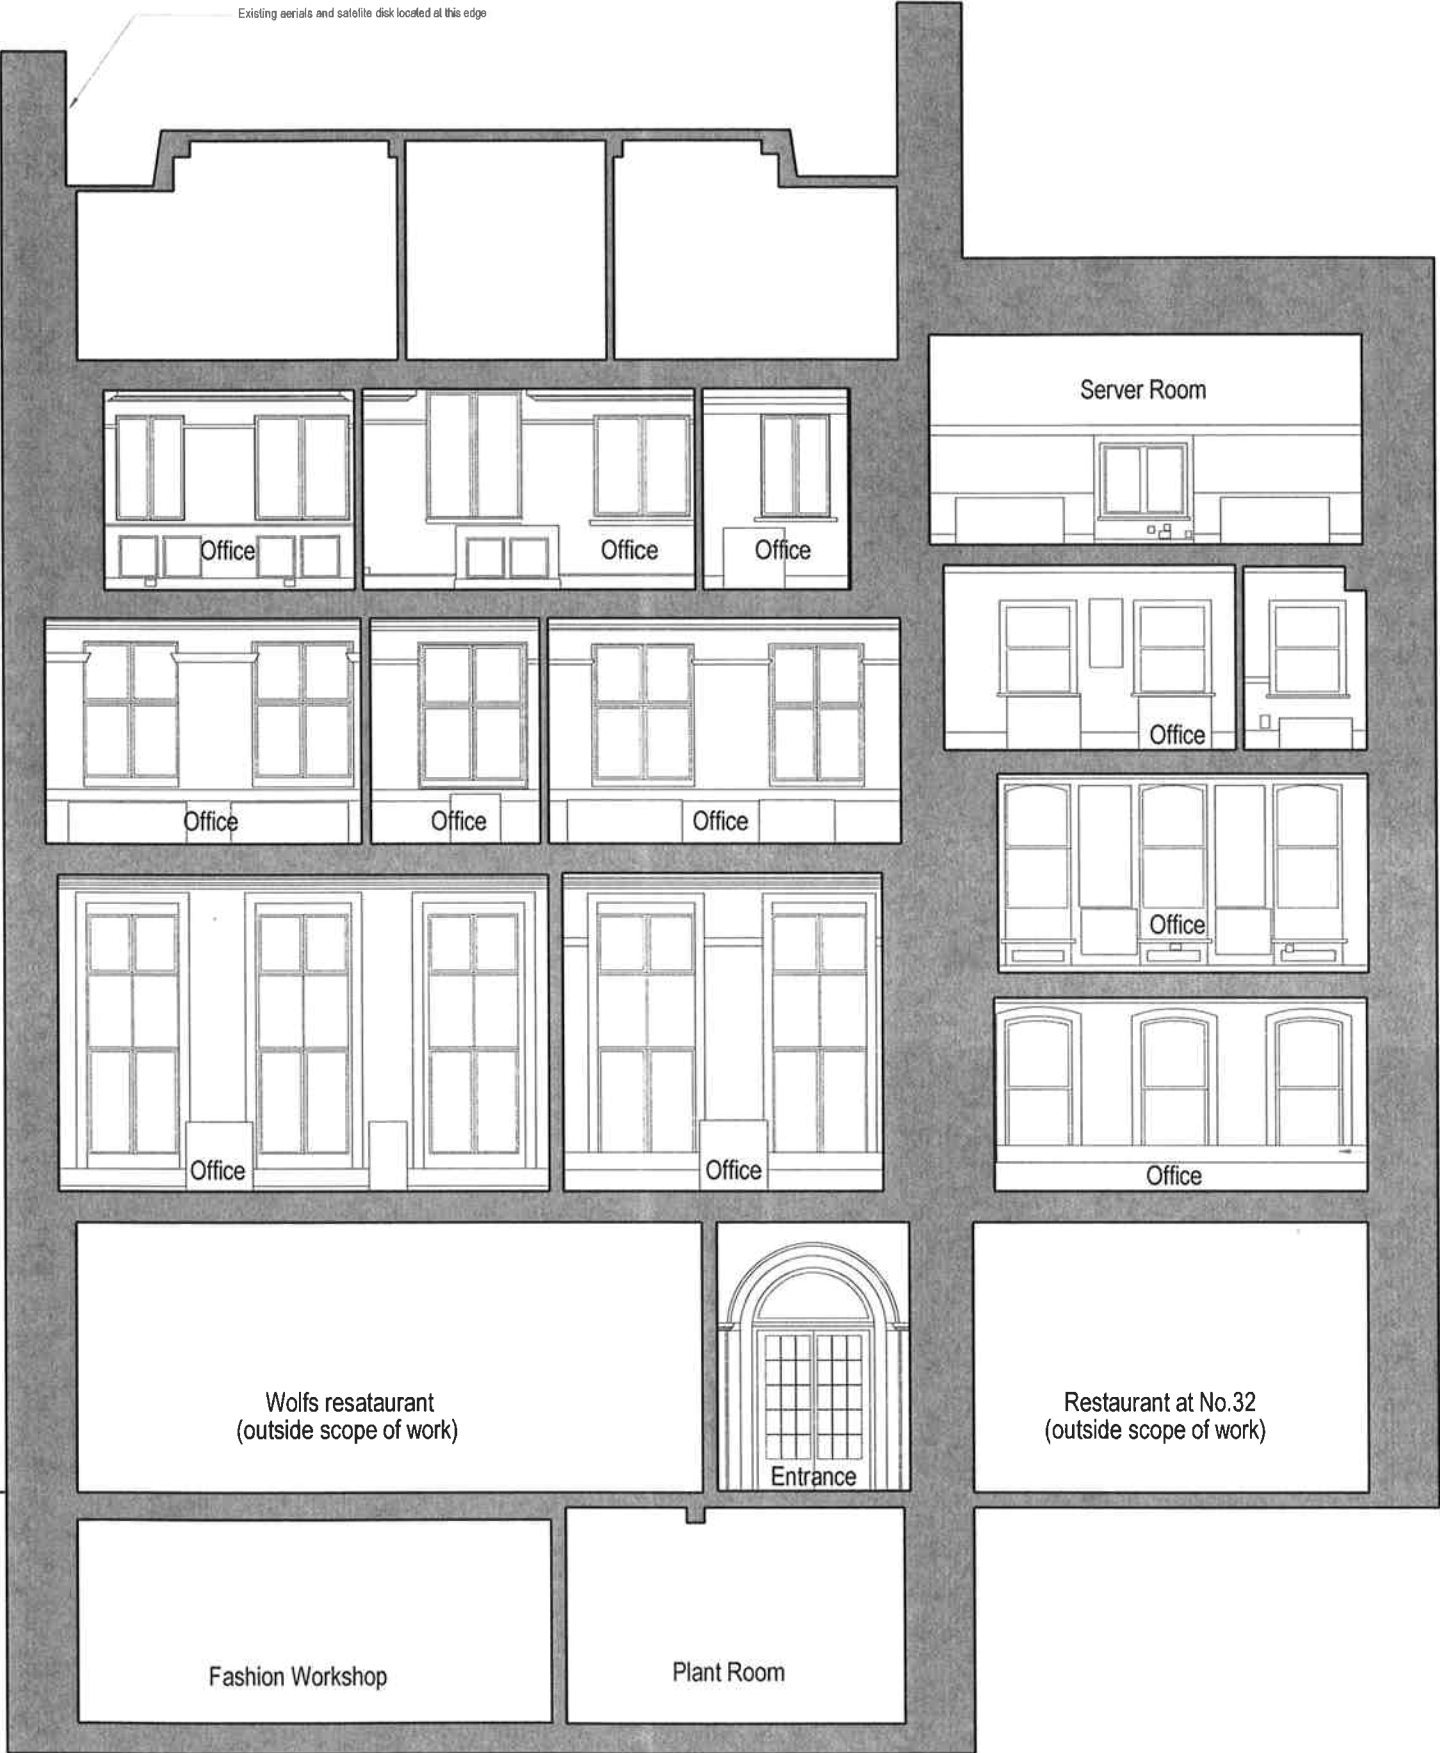 Existing aerials and satelite disk located at this edge
Server Room
Office
Office
Office
Office
Office
Office
Office
Office
Office
Office
Office
Wolfs resataurant
(outside scope of work)
Entrance
Restaurant at No.32
(outside scope of work)
Fashion Workshop
Plant Room